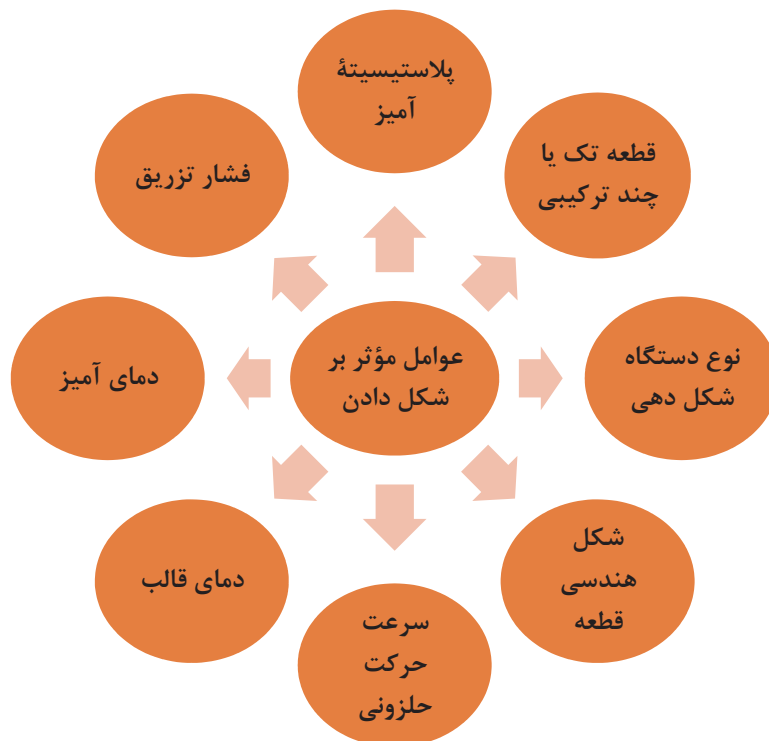 پلاستیسیتهٔ
آمیز
قطعه تک یا
چند ترکیبی
نوع دستگاه
شکل دهی
شکل
هندسی
قطعه
سرعت
حرکت
حلزونی
دمای قالب
دمای آمیز
فشار تزریق
عوامل مؤثر بر
شکل دادن